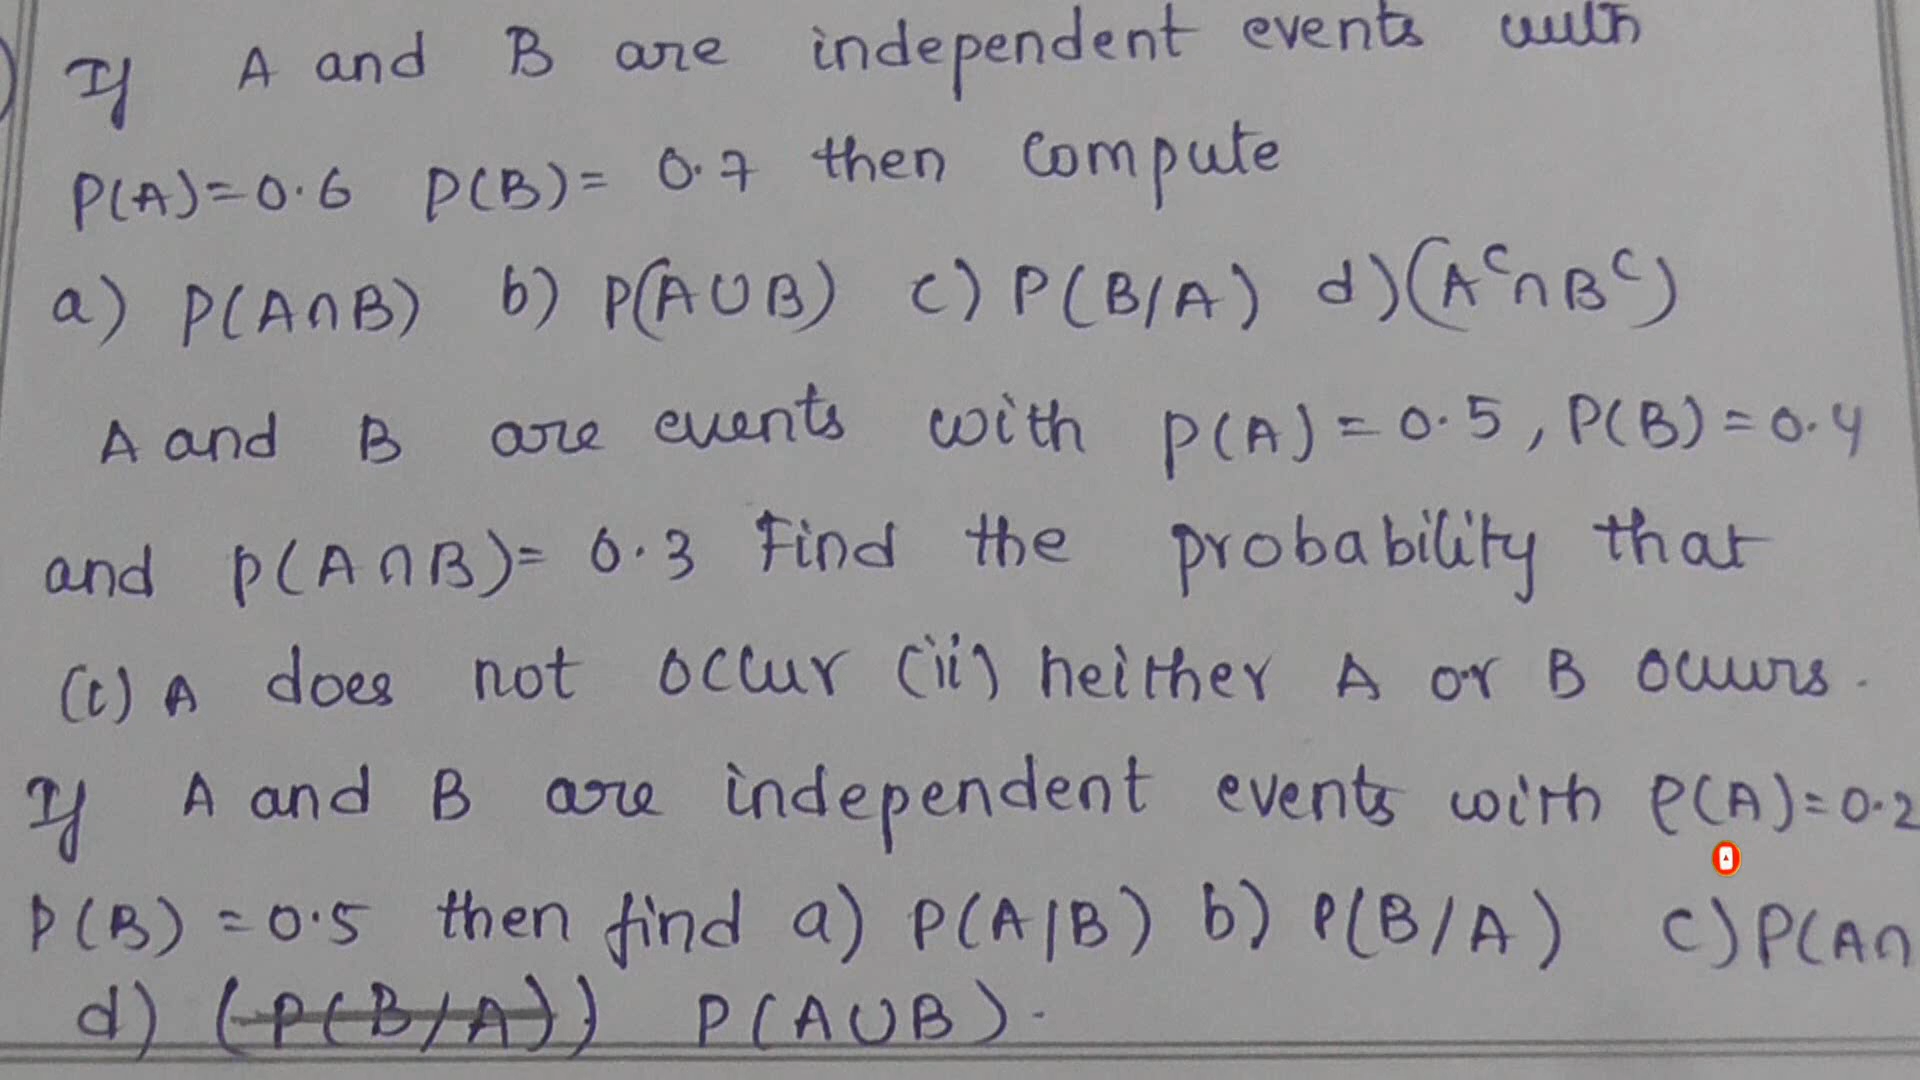 If A and B are independent events with
P(A)=0.6 P(B)= 0.7 then compute
a) P(A∩B) b) P(A∪B) c) P(B/A) d)(Aᶜ∩Bᶜ)
A and B are events with P(A)=0.5, P(B)=0.4
and P(A∩B)= 0.3 Find the probability that
(i) A does not occur (ii) neither A or B occurs.
If A and B are independent events with P(A)=0.2
P(B)=0.5 then find a) P(A|B) b) P(B/A) c) P(A∩
d) (P(B/A)) P(A∪B).